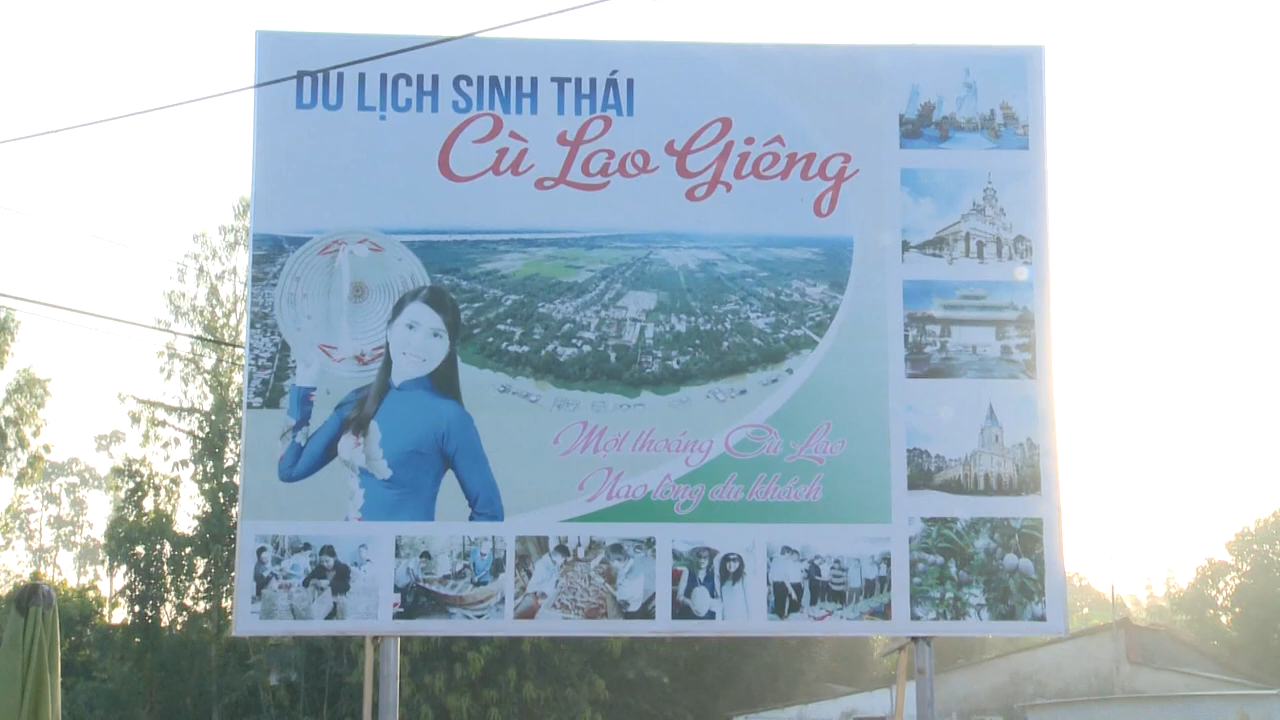 DU LỊCH SINH THÁI
Cù Lao Giêng
Một thoáng Cù Lao
Nao lòng du khách